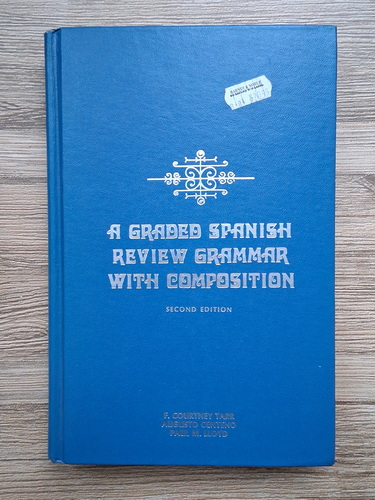 A GRADED SPANISH
REVIEW GRAMMAR
WITH COMPOSITION
SECOND EDITION
F. COURTNEY TARR
AUGUSTO CENTENO
PAUL M. LLOYD